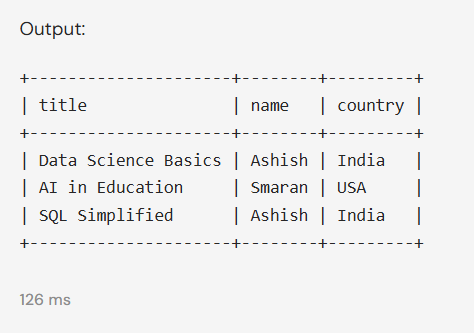 Output:
+---------------------+--------+---------+
| title               | name   | country |
+---------------------+--------+---------+
| Data Science Basics | Ashish | India   |
| AI in Education     | Smaran | USA     |
| SQL Simplified      | Ashish | India   |
+---------------------+--------+---------+
126 ms